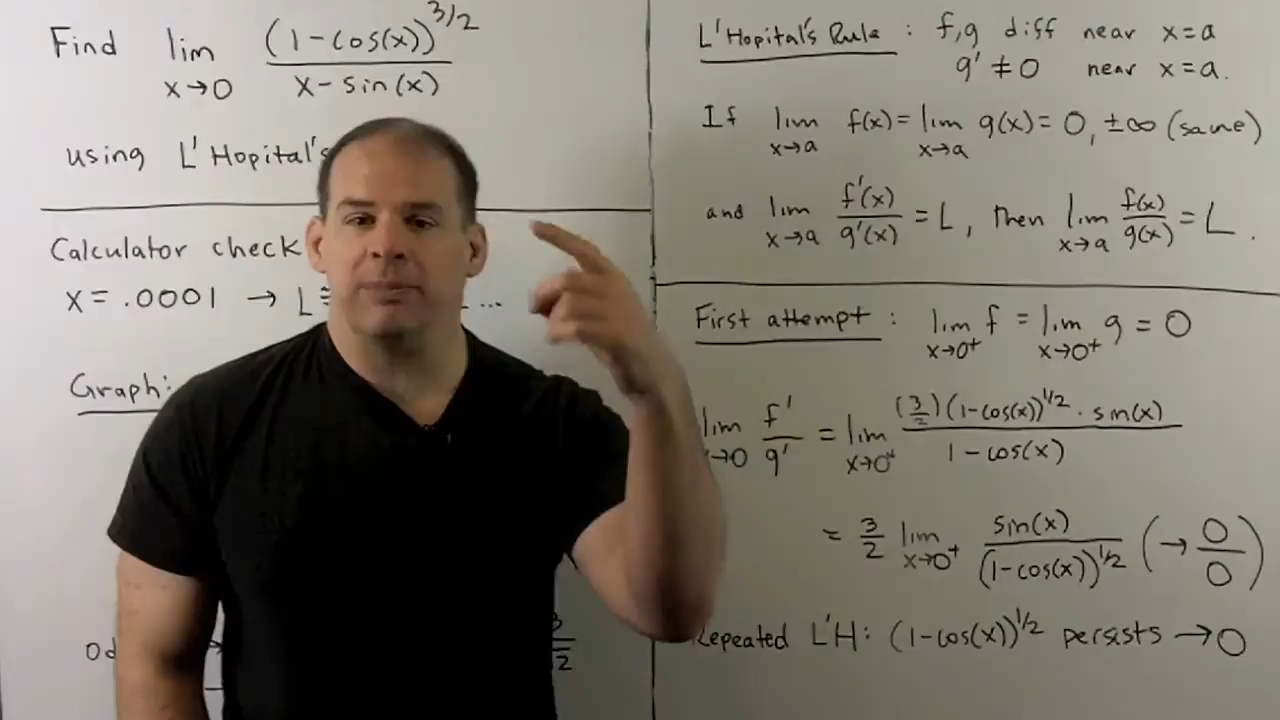 Find lim x→0 (1-cos(x))^3/2 / x-sin(x)
using L'Hopital's
Calculator check
x = .0001 → L ...
Graph:
3/√2
L'Hopital's Rule : f,g diff near x=a
g' ≠ 0 near x=a.
If lim x→a f(x) = lim x→a g(x) = 0, ±∞ (same)
and lim x→a f'(x)/g'(x) = L, then lim x→a f(x)/g(x) = L.
First attempt : lim x→0⁺ f = lim x→0⁺ g = 0
lim x→0 f'/g' = lim x→0⁺ (3/2)(1-cos(x))^1/2 · sin(x) / 1-cos(x)
= 3/2 lim x→0⁺ sin(x) / (1-cos(x))^1/2 (→ 0/0)
Repeated L'H: (1-cos(x))^1/2 persists → 0